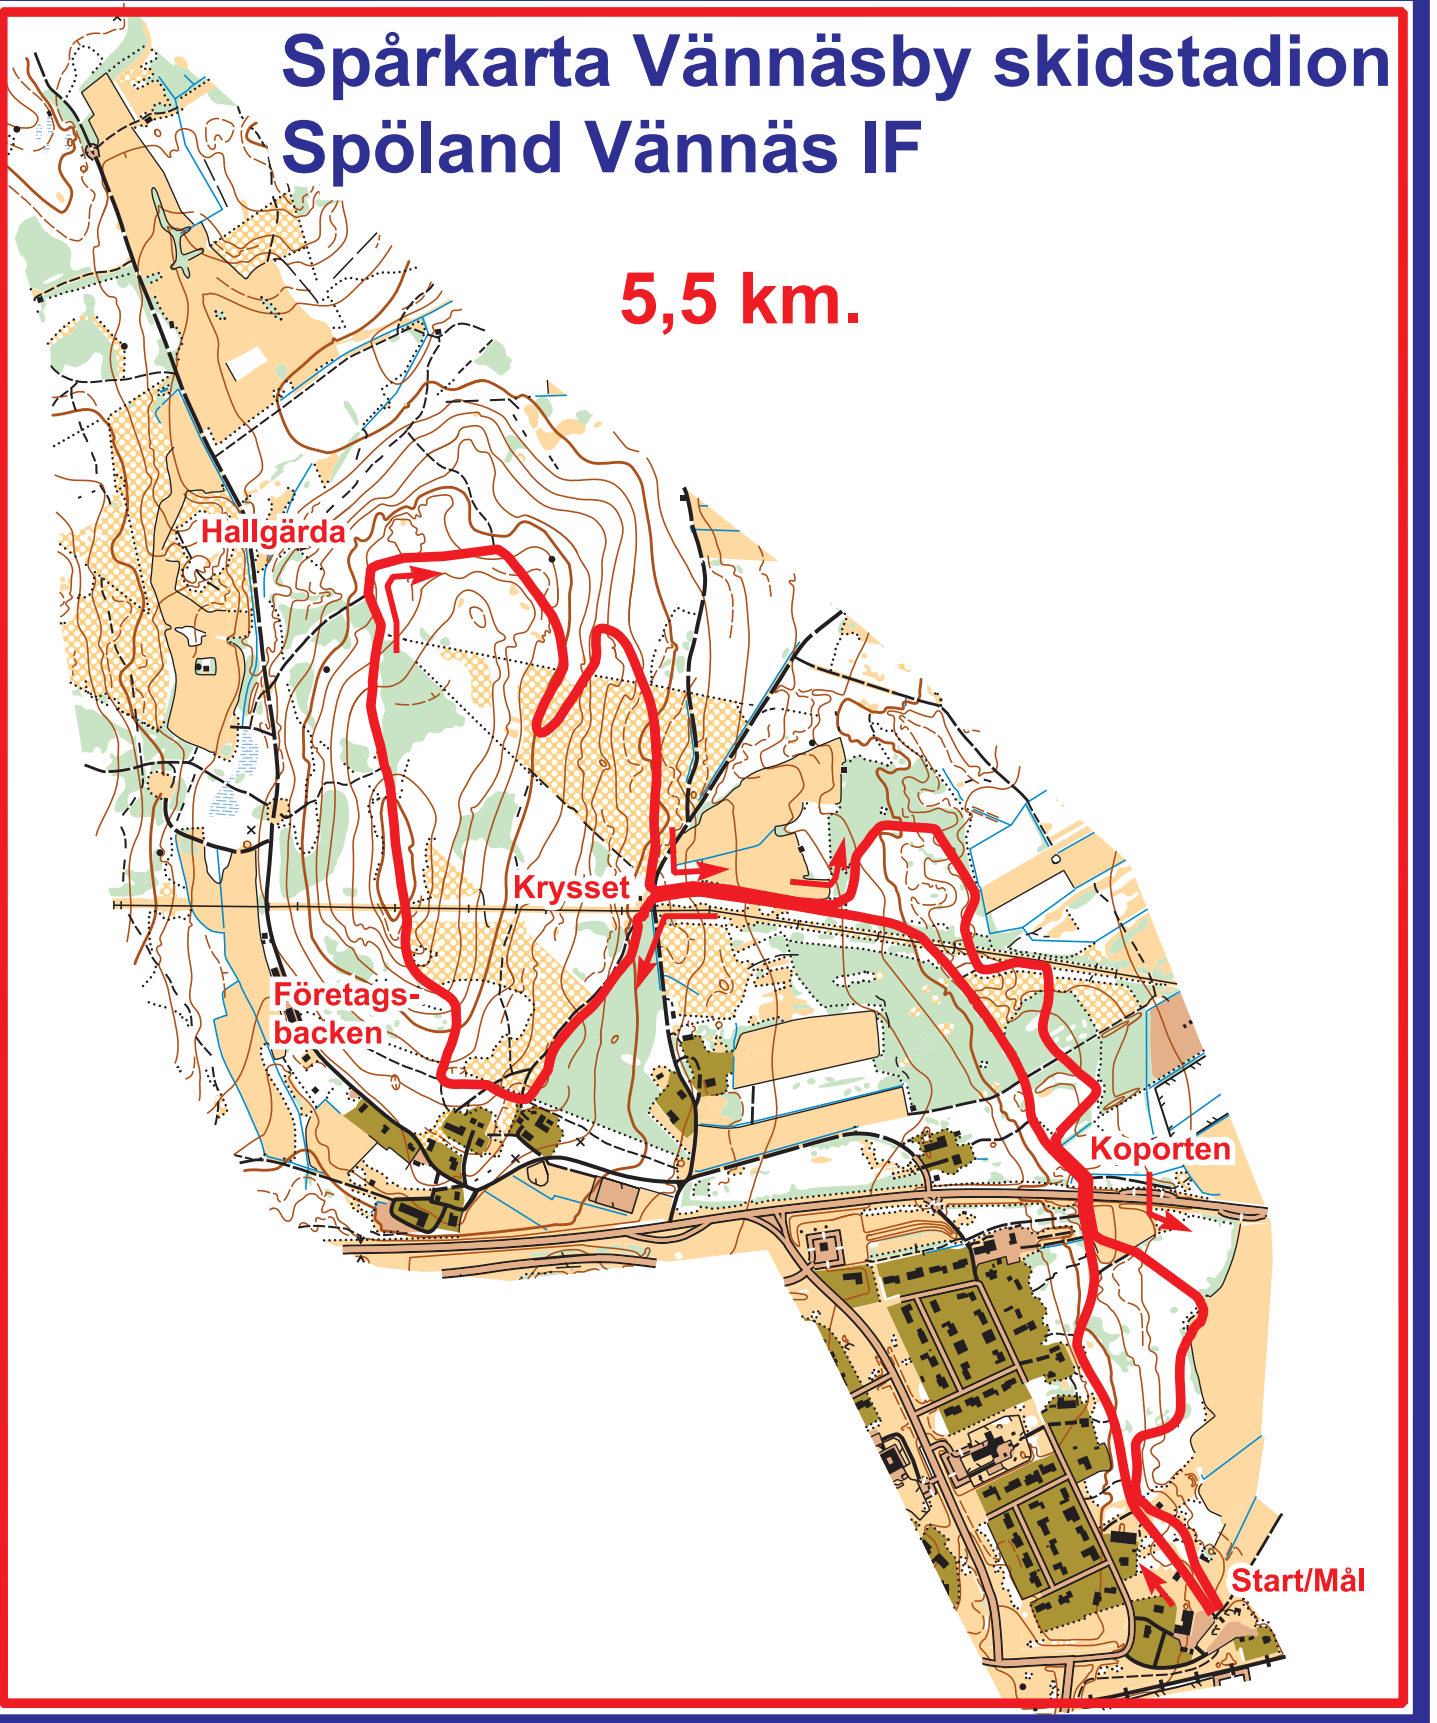 Spårkarta Vännäsby skidstadion
Spöland Vännäs IF
5,5 km.
Hallgärda
Krysset
Företags-
backen
Koporten
Start/Mål